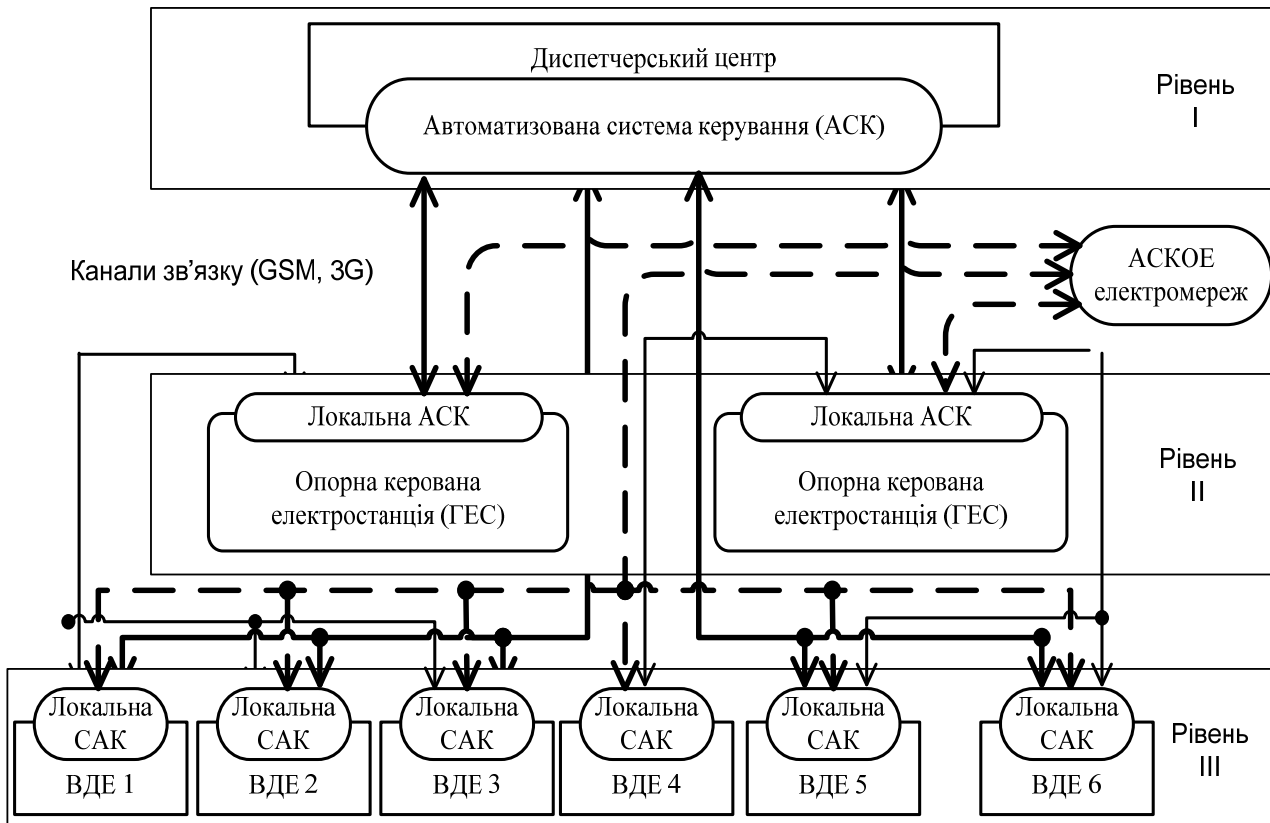 Диспетчерський центр
Автоматизована система керування (АСК)
Рівень
I
Канали зв’язку (GSM, 3G)
АСКОЕ
електромереж
Локальна АСК
Опорна керована
електростанція (ГЕС)
Локальна АСК
Опорна керована
електростанція (ГЕС)
Рівень
II
Локальна
САК
ВДЕ 1
Локальна
САК
ВДЕ 2
Локальна
САК
ВДЕ 3
Локальна
САК
ВДЕ 4
Локальна
САК
ВДЕ 5
Локальна
САК
ВДЕ 6
Рівень
III